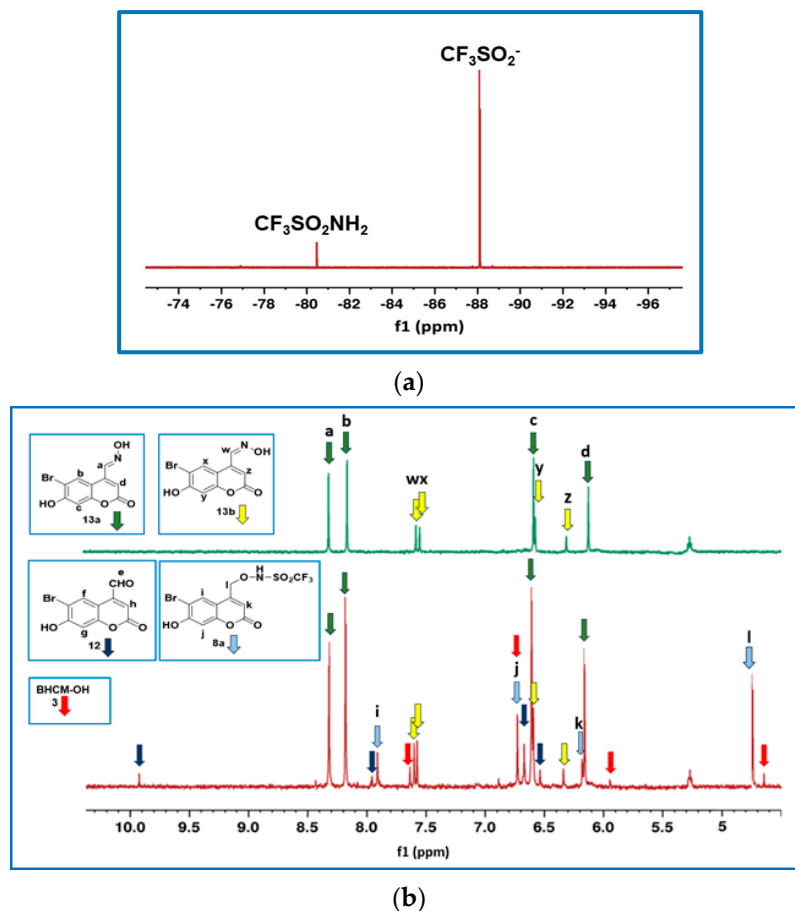 CF₃SO₂⁻
CF₃SO₂NH₂
-74 -76 -78 -80 -82 -84 -86 -88 -90 -92 -94 -96
f1 (ppm)
(a)
a b c d
wx y z
OH
N
a
Br b d
HO c O O
13a
w N OH
Br x z
HO y O O
13b
e CHO
Br f h
HO g O O
12
H
O N SO₂CF₃
l
Br i k
HO j O O
8a
BHCM-OH
3
i j k l
10.0 9.5 9.0 8.5 8.0 7.5 7.0 6.5 6.0 5.5 5
f1 (ppm)
(b)